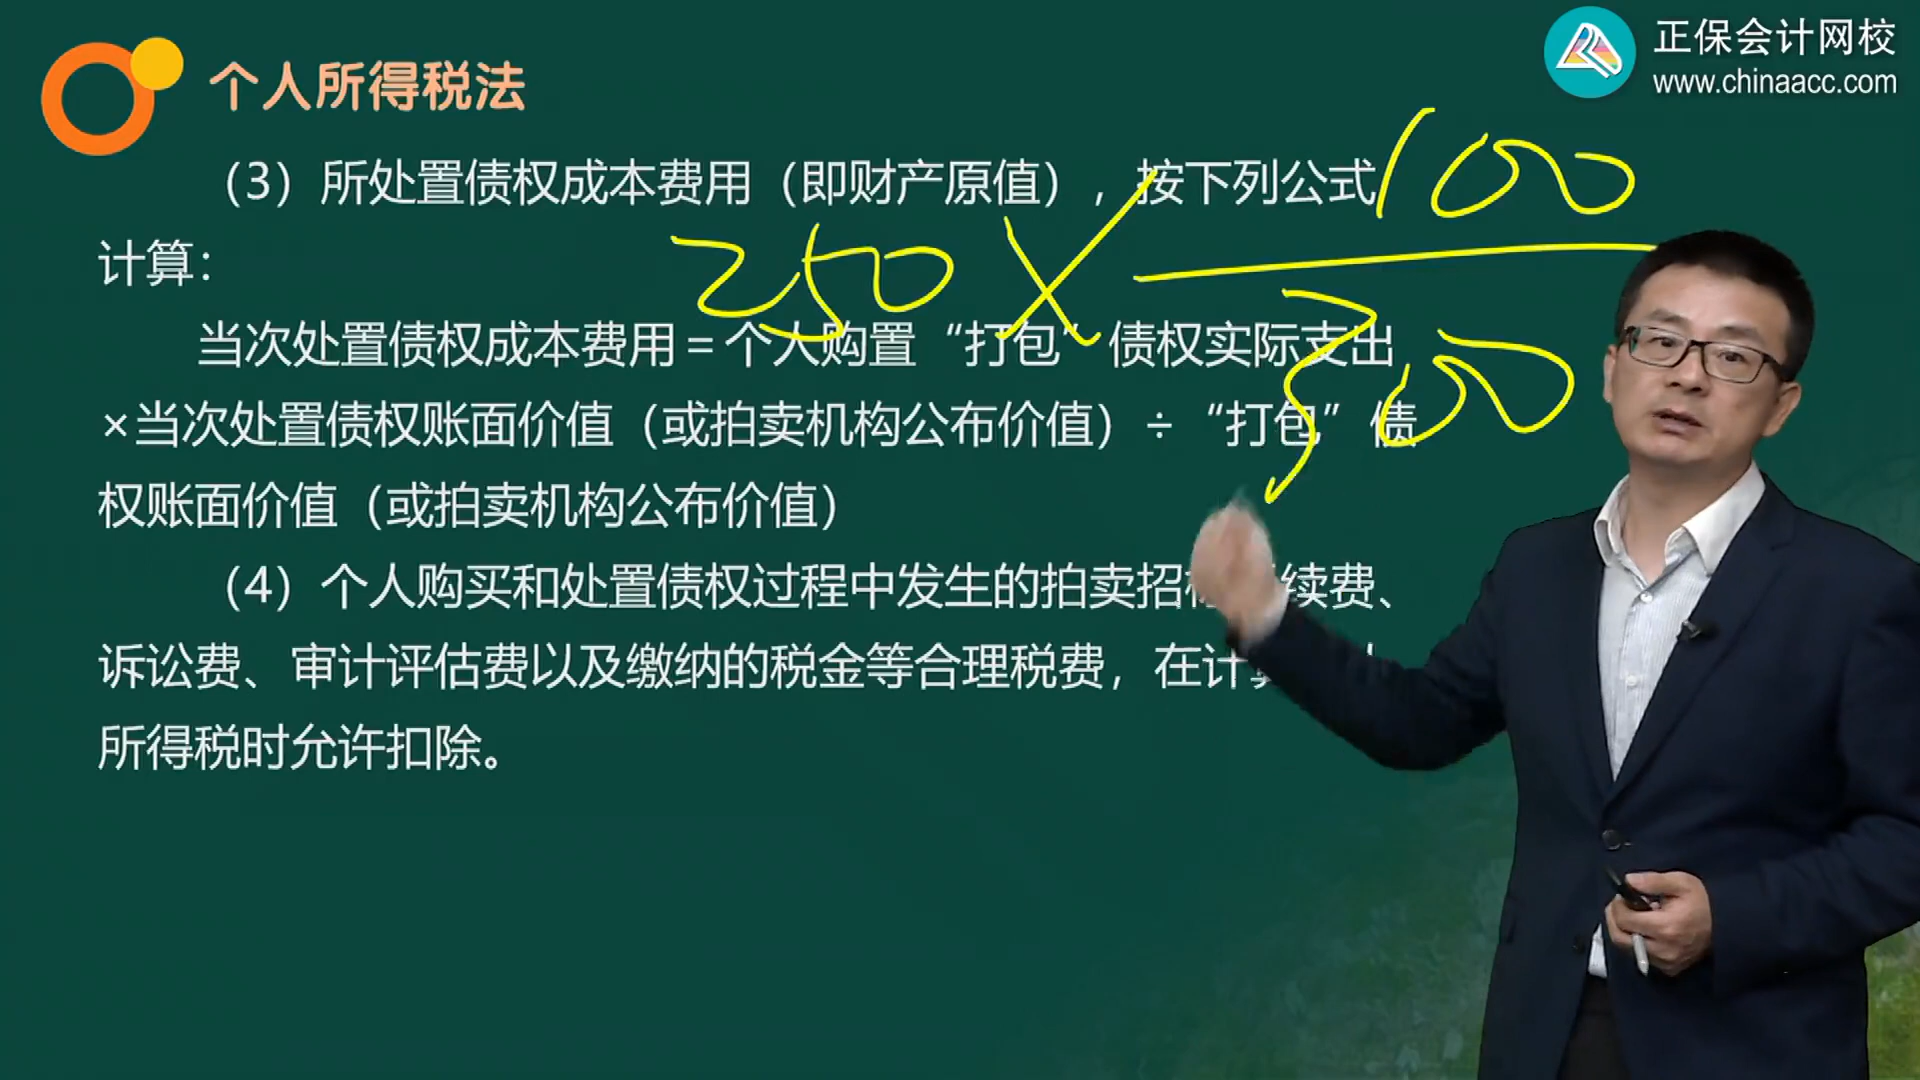 个人所得税法
正保会计网校
www.chinaacc.com
(3)所处置债权成本费用(即财产原值),按下列公式
计算:
当次处置债权成本费用=个人购置“打包”债权实际支出
×当次处置债权账面价值(或拍卖机构公布价值)÷“打包”债
权账面价值(或拍卖机构公布价值)
(4)个人购买和处置债权过程中发生的拍卖招 续费、
诉讼费、审计评估费以及缴纳的税金等合理税费,在计
所得税时允许扣除。
250 × 100
300